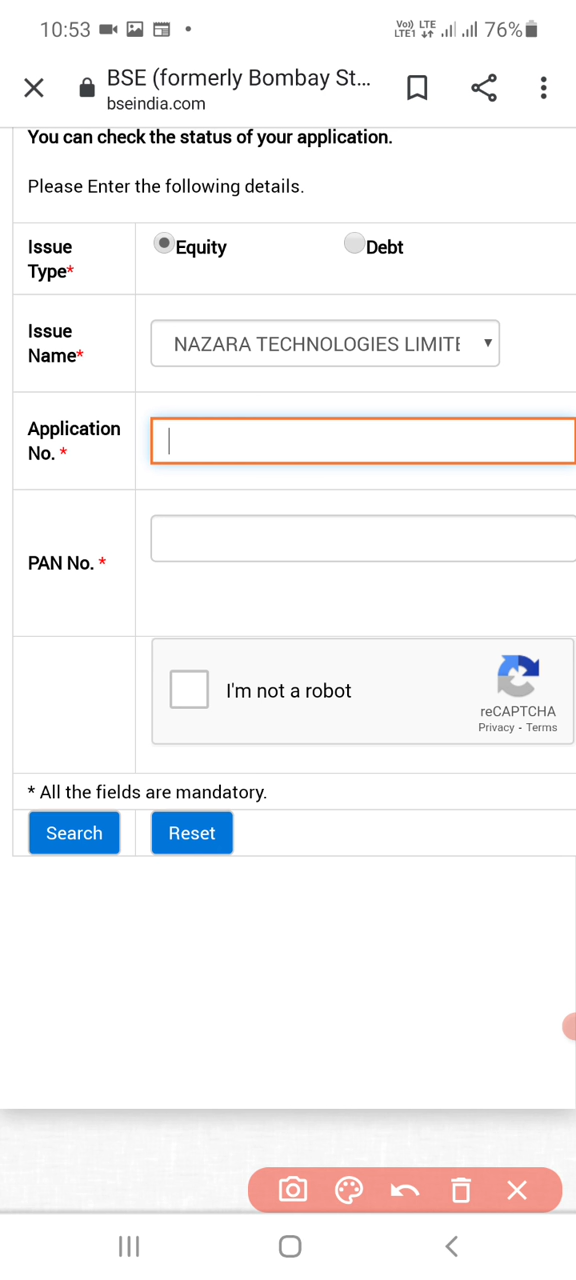 10:53
Vo) LTE
LTE1
76%
BSE (formerly Bombay St...
bseindia.com
You can check the status of your application.
Please Enter the following details.
Issue
Type*
Equity
Debt
Issue
Name*
NAZARA TECHNOLOGIES LIMITE
Application
No. *
PAN No. *
I'm not a robot
reCAPTCHA
Privacy - Terms
* All the fields are mandatory.
Search
Reset